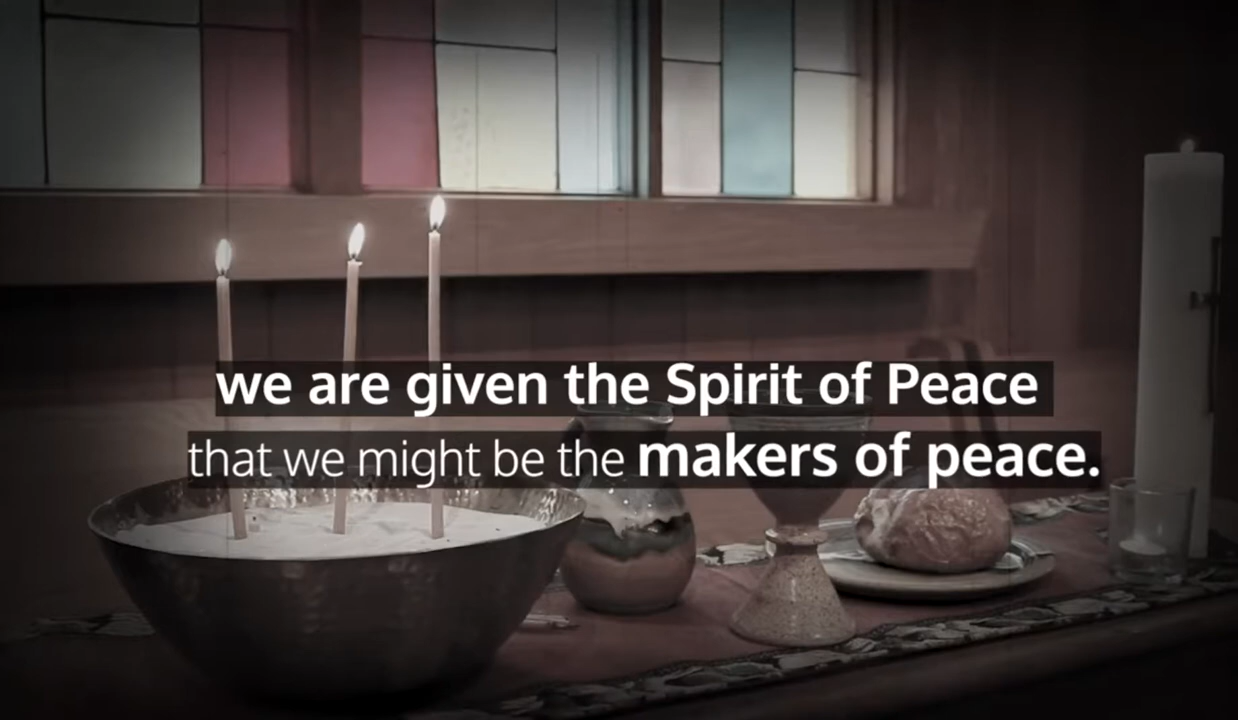 we are given the Spirit of Peace
that we might be the makers of peace.